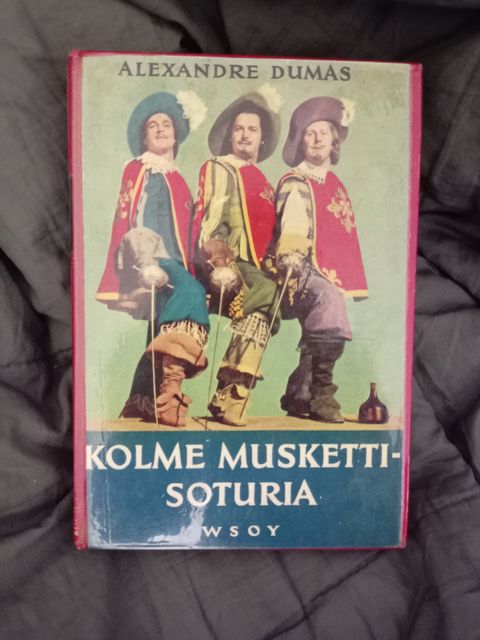 ALEXANDRE DUMAS
KOLME MUSKETTI-
SOTURIA
WSOY